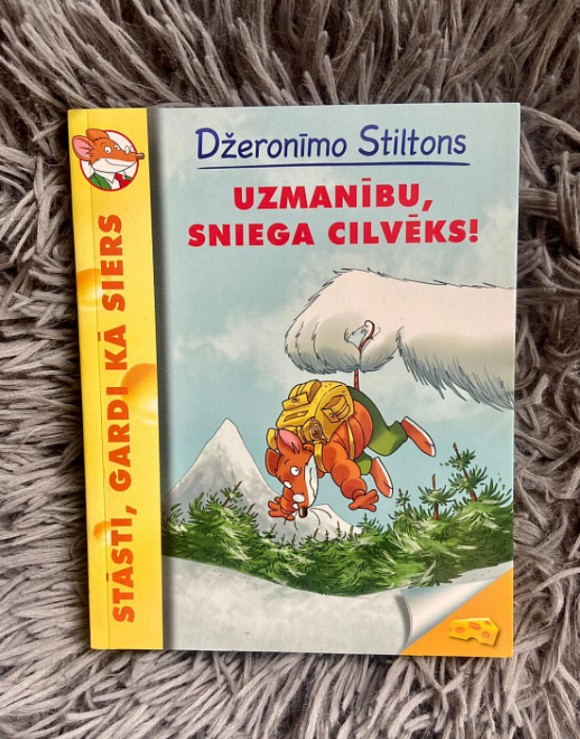 Džeronīmo Stiltons
UZMANĪBU,
SNIEGA CILVĒKS!
STĀSTI, GARDI KĀ SIERS